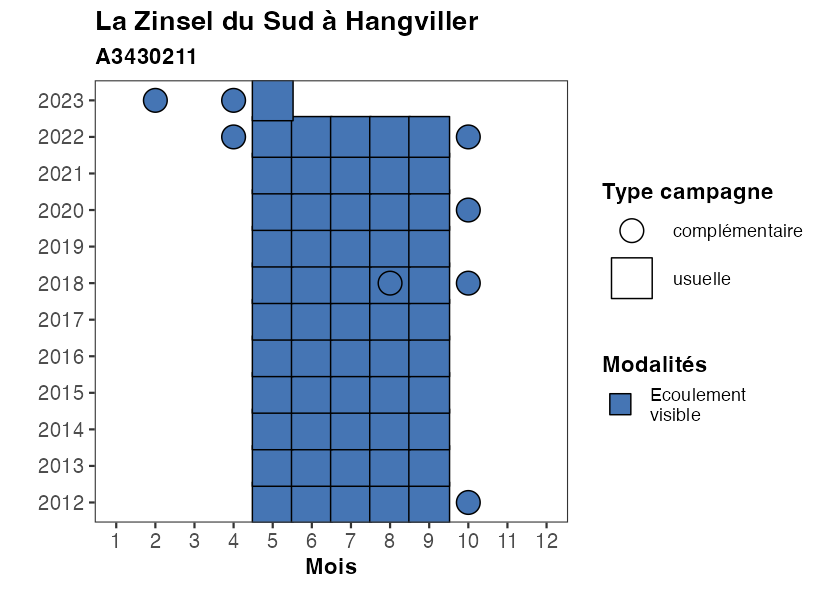 La Zinsel du Sud à Hangviller
A3430211
2023
2022
2021
2020
2019
2018
2017
2016
2015
2014
2013
2012
1 2 3 4 5 6 7 8 9 10 11 12
Mois
Type campagne
complémentaire
usuelle
Modalités
Ecoulement
visible